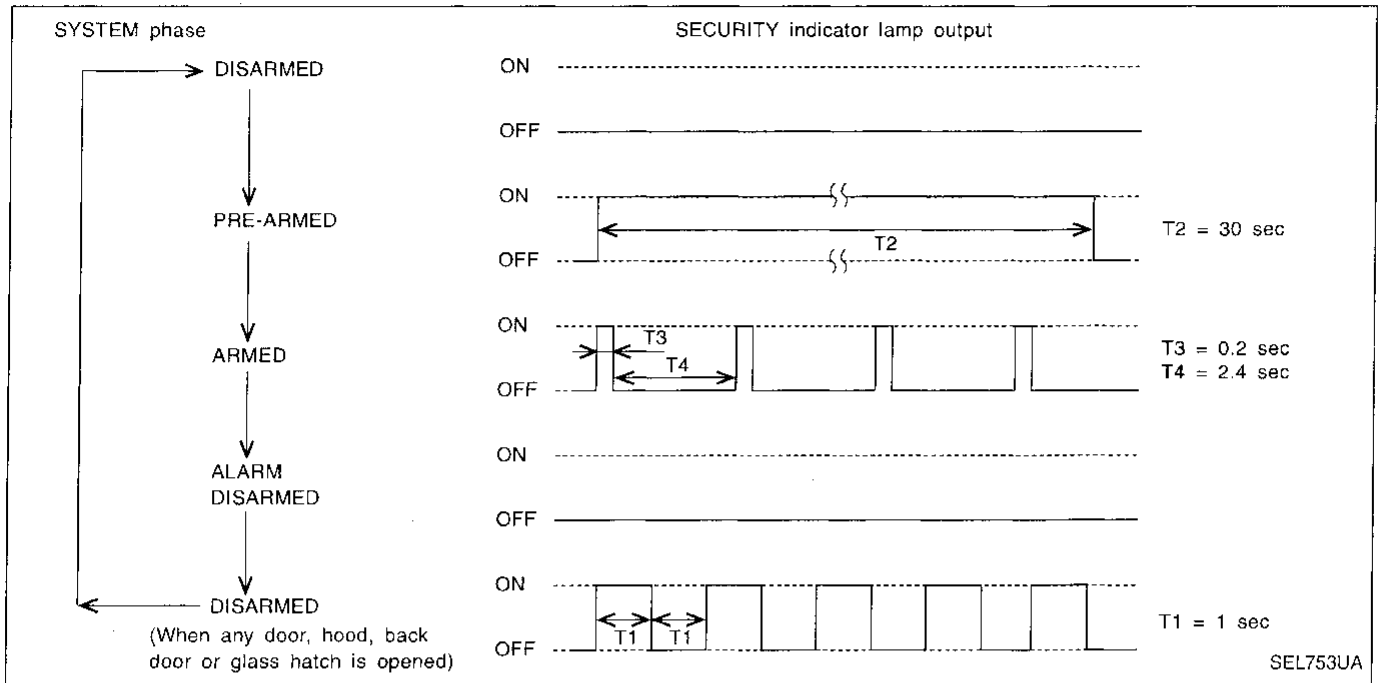 SYSTEM phase
SECURITY indicator lamp output
DISARMED
ON
OFF
PRE-ARMED
ON
T2
OFF
T2 = 30 sec
ARMED
ON
T3
T4
OFF
T3 = 0.2 sec
T4 = 2.4 sec
ALARM
DISARMED
ON
OFF
DISARMED
(When any door, hood, back
door or glass hatch is opened)
ON
T1 T1
OFF
T1 = 1 sec
SEL753UA